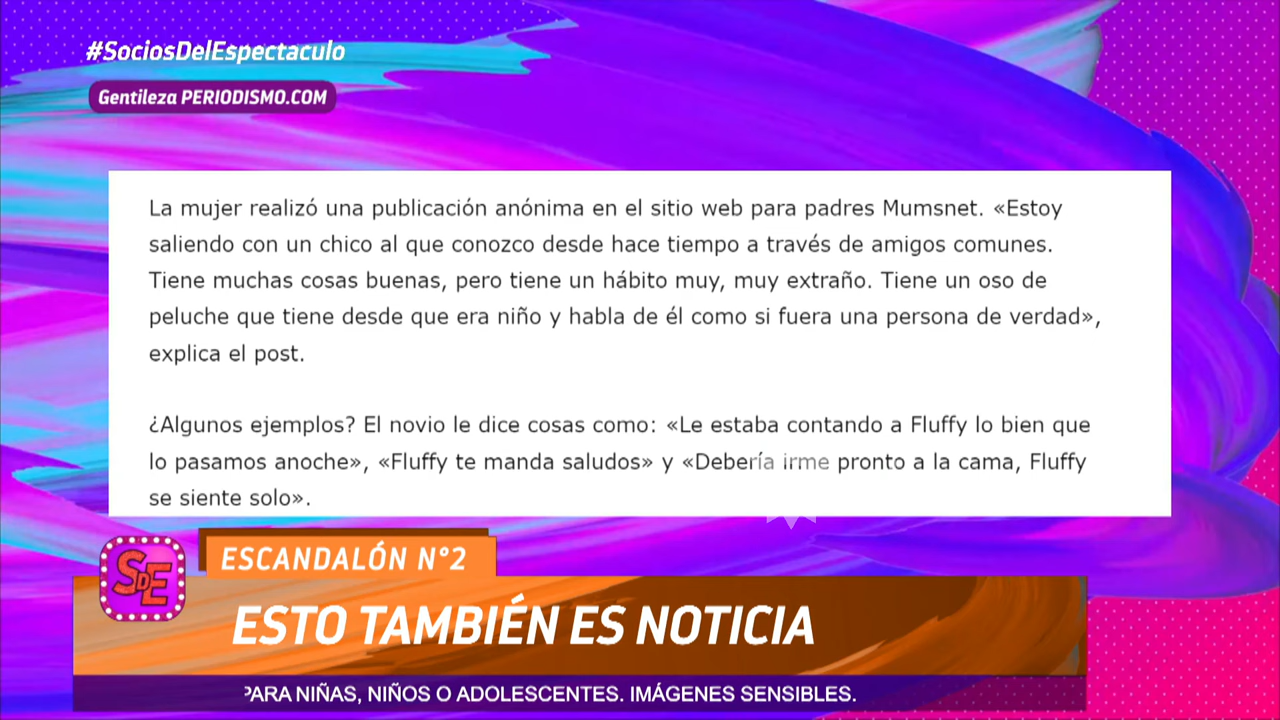 #SociosDelEspectaculo
Gentileza PERIODISMO.COM
La mujer realizó una publicación anónima en el sitio web para padres Mumsnet. «Estoy
saliendo con un chico al que conozco desde hace tiempo a través de amigos comunes.
Tiene muchas cosas buenas, pero tiene un hábito muy, muy extraño. Tiene un oso de
peluche que tiene desde que era niño y habla de él como si fuera una persona de verdad»,
explica el post.
¿Algunos ejemplos? El novio le dice cosas como: «Le estaba contando a Fluffy lo bien que
lo pasamos anoche», «Fluffy te manda saludos» y «Debería irme pronto a la cama, Fluffy
se siente solo».
ESCANDALÓN N°2
SDE
ESTO TAMBIÉN ES NOTICIA
PARA NIÑAS, NIÑOS O ADOLESCENTES. IMÁGENES SENSIBLES.